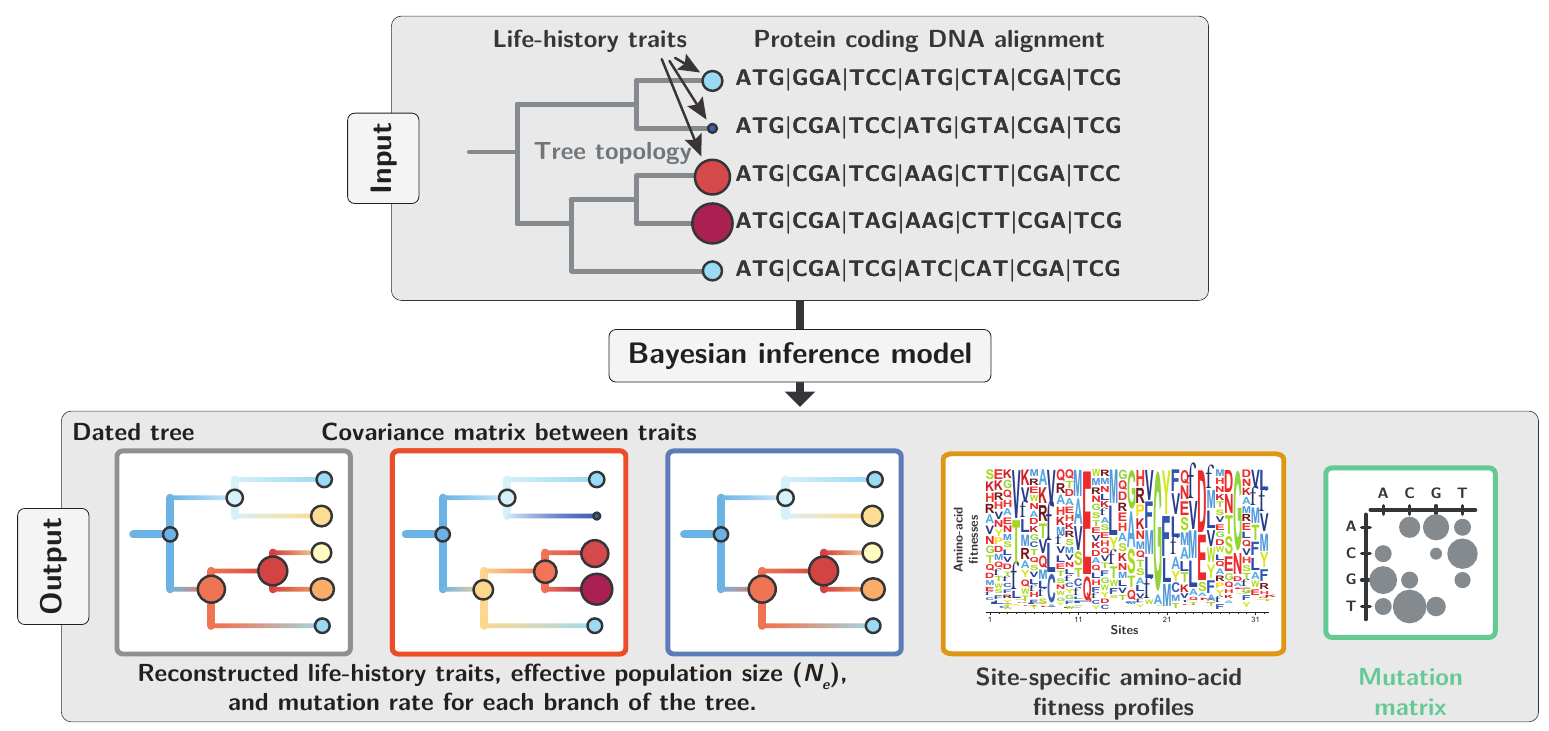 Life-history traits
Protein coding DNA alignment
ATG|GGA|TCC|ATG|CTA|CGA|TCG
ATG|CGA|TCC|ATG|GTA|CGA|TCG
Tree topology
ATG|CGA|TCG|AAG|CTT|CGA|TCC
ATG|CGA|TAG|AAG|CTT|CGA|TCG
ATG|CGA|TCG|ATC|CAT|CGA|TCG
Input
Bayesian inference model
Output
Dated tree
Covariance matrix between traits
Reconstructed life-history traits, effective population size (Ne),
and mutation rate for each branch of the tree.
Amino-acid
fitnesses
1 11 21 31
Sites
Site-specific amino-acid
fitness profiles
A C G T
A
C
G
T
Mutation
matrix